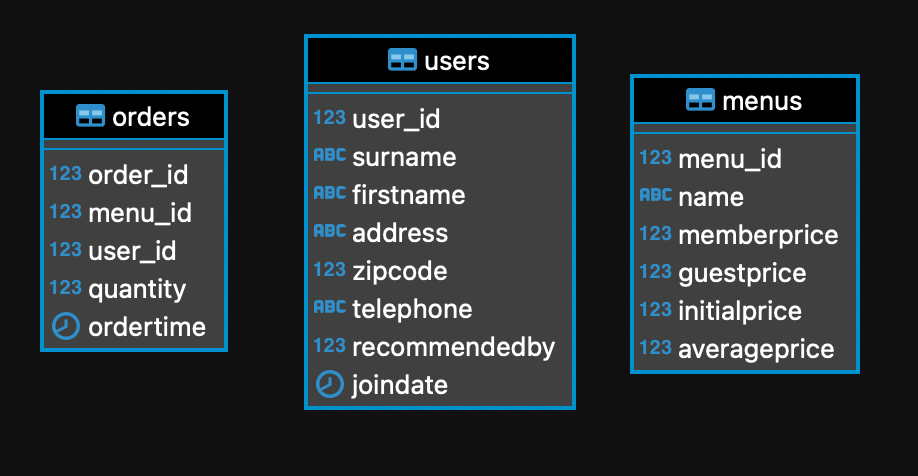 orders
123 order_id
123 menu_id
123 user_id
123 quantity
ordertime
users
123 user_id
ABC surname
ABC firstname
ABC address
123 zipcode
ABC telephone
123 recommendedby
joindate
menus
123 menu_id
ABC name
123 memberprice
123 guestprice
123 initialprice
123 averageprice